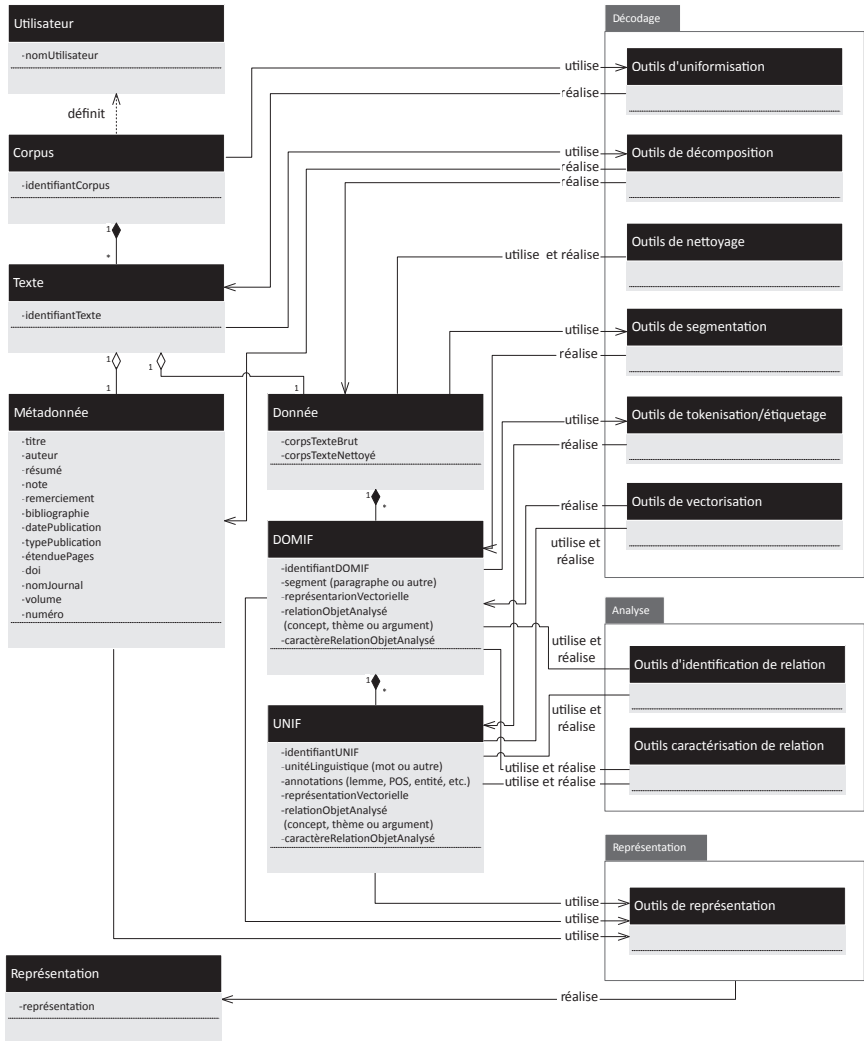 Utilisateur
-nomUtilisateur
définit
Corpus
-identifiantCorpus
1
*
Texte
-identifiantTexte
1
1
1
1
Métadonnée
-titre
-auteur
-résumé
-note
-remerciement
-bibliographie
-datePublication
-typePublication
-étenduePages
-doi
-nomJournal
-volume
-numéro
Donnée
-corpsTexteBrut
-corpsTexteNettoyé
1
*
DOMIF
-identifiantDOMIF
-segment (paragraphe ou autre)
-représentarionVectorielle
-relationObjetAnalysé
(concept, thème ou argument)
-caractèreRelationObjetAnalysé
1
*
UNIF
-identifiantUNIF
-unitéLinguistique (mot ou autre)
-annotations (lemme, POS, entité, etc.)
-représentationVectorielle
-relationObjetAnalysé
(concept, thème ou argument)
-caractèreRelationObjetAnalysé
Décodage
utilise
Outils d'uniformisation
réalise
utilise
Outils de décomposition
réalise
réalise
Outils de nettoyage
utilise et réalise
Outils de segmentation
utilise
réalise
Outils de tokenisation/étiquetage
utilise
réalise
Outils de vectorisation
réalise
utilise et
réalise
Analyse
utilise et
réalise
Outils d'identification de relation
utilise et
réalise
Outils caractérisation de relation
utilise et réalise
utilise et réalise
Représentation
utilise
Outils de représentation
utilise
utilise
Représentation
-représentation
réalise